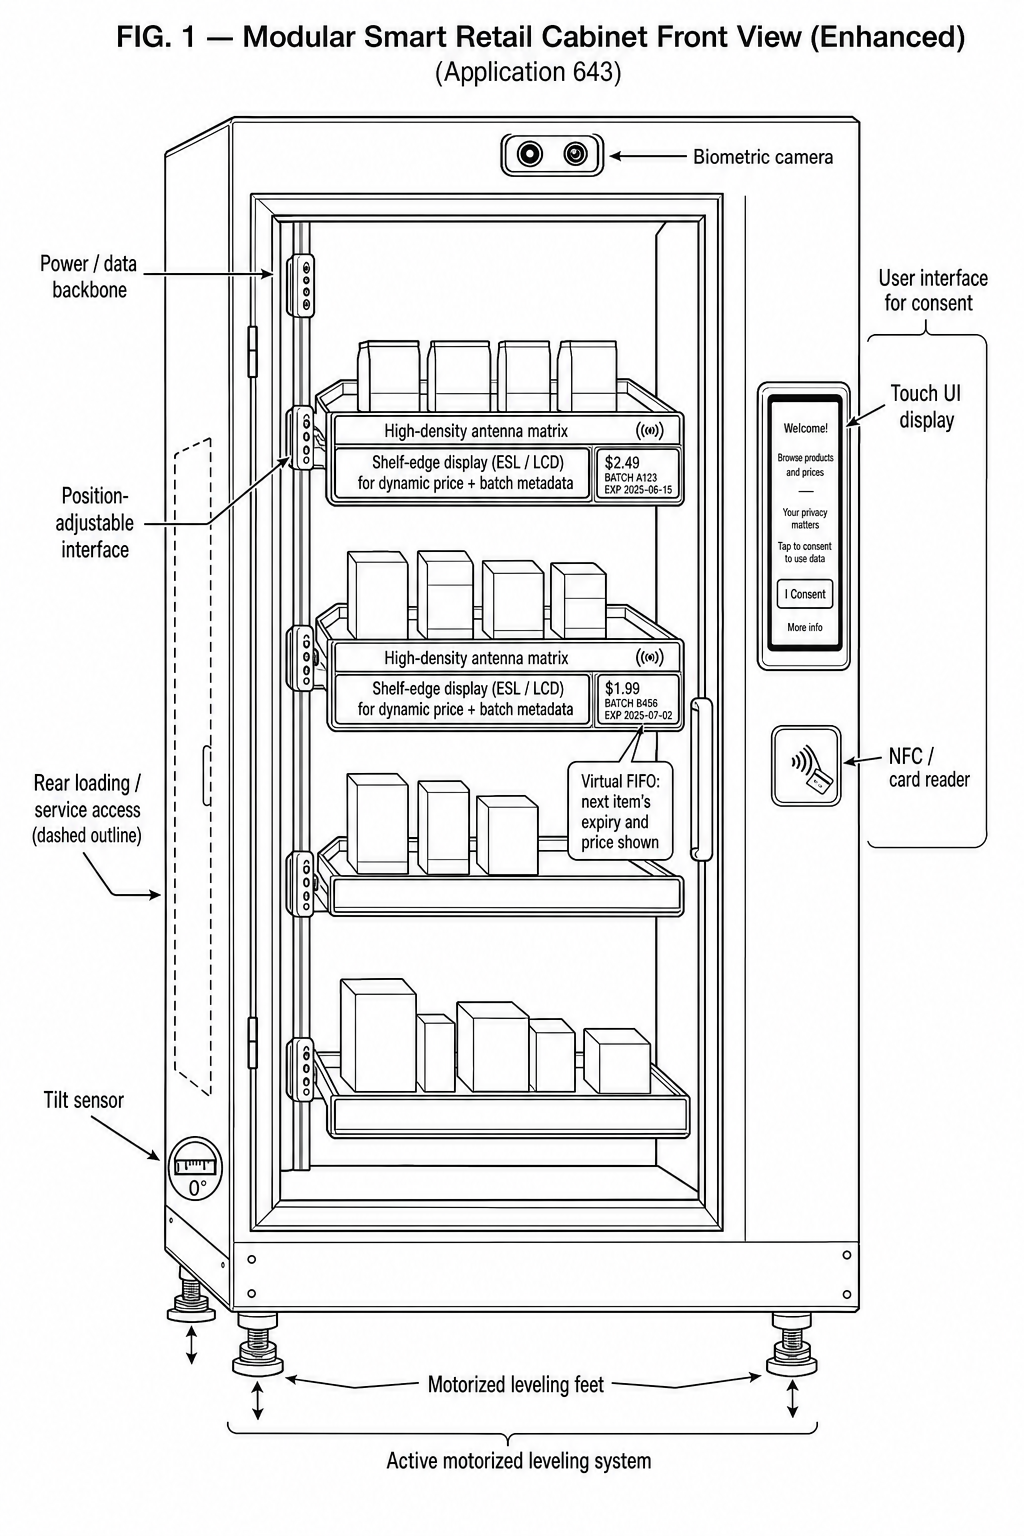 FIG. 1 — Modular Smart Retail Cabinet Front View (Enhanced)
(Application 643)
Biometric camera
Power / data
backbone
User interface
for consent
Touch UI
display
Welcome!
Browse products
and prices
Your privacy
matters
Tap to consent
to use data
I Consent
More info
High-density antenna matrix
Shelf-edge display (ESL / LCD)
for dynamic price + batch metadata
$2.49
BATCH A123
EXP 2025-06-15
Position-
adjustable
interface
High-density antenna matrix
Shelf-edge display (ESL / LCD)
for dynamic price + batch metadata
$1.99
BATCH B456
EXP 2025-07-02
Virtual FIFO:
next item's
expiry and
price shown
NFC /
card reader
Rear loading /
service access
(dashed outline)
Tilt sensor
0°
Motorized leveling feet
Active motorized leveling system